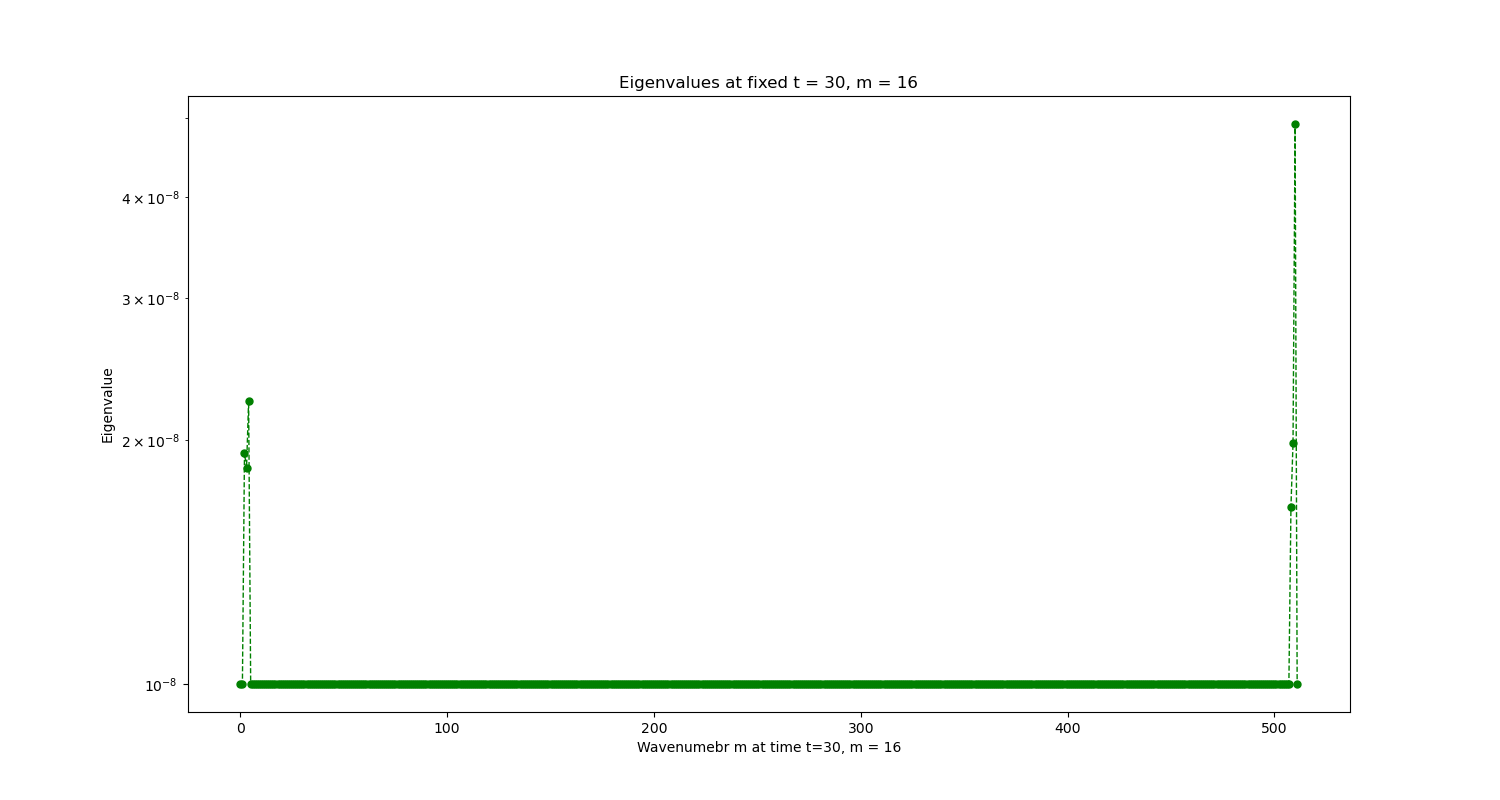 Eigenvalues at fixed t = 30, m = 16
Eigenvalue
4 × 10⁻⁸
3 × 10⁻⁸
2 × 10⁻⁸
10⁻⁸
0 100 200 300 400 500
Wavenumebr m at time t=30, m = 16